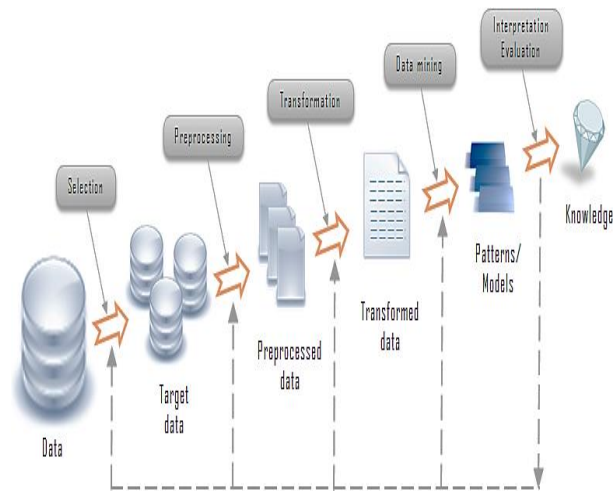 Interpretation
Evaluation
Data mining
Transformation
Preprocessing
Selection
Knowledge
Patterns/
Models
Transformed
data
Preprocessed
data
Target
data
Data